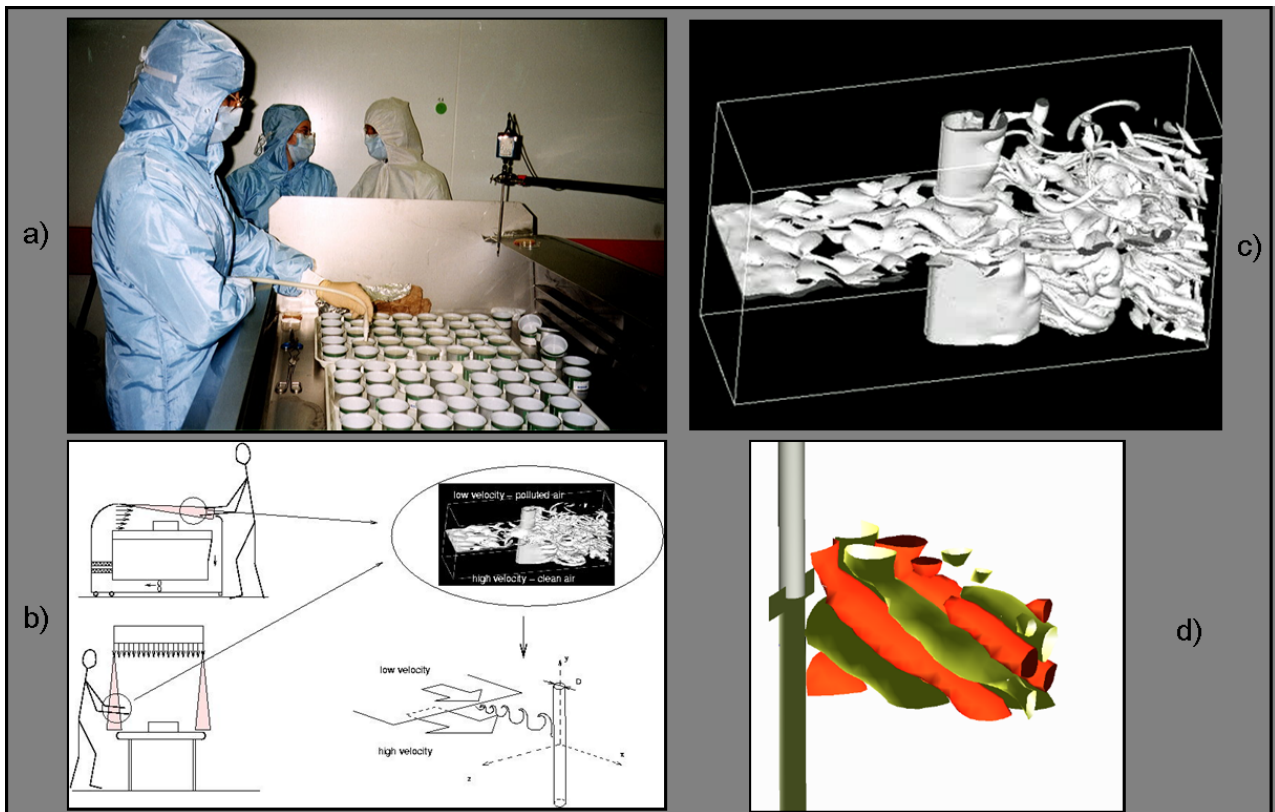 a)
c)
b)
low velocity – polluted air
high velocity – clean air
low velocity
high velocity
y
D
x
z
d)